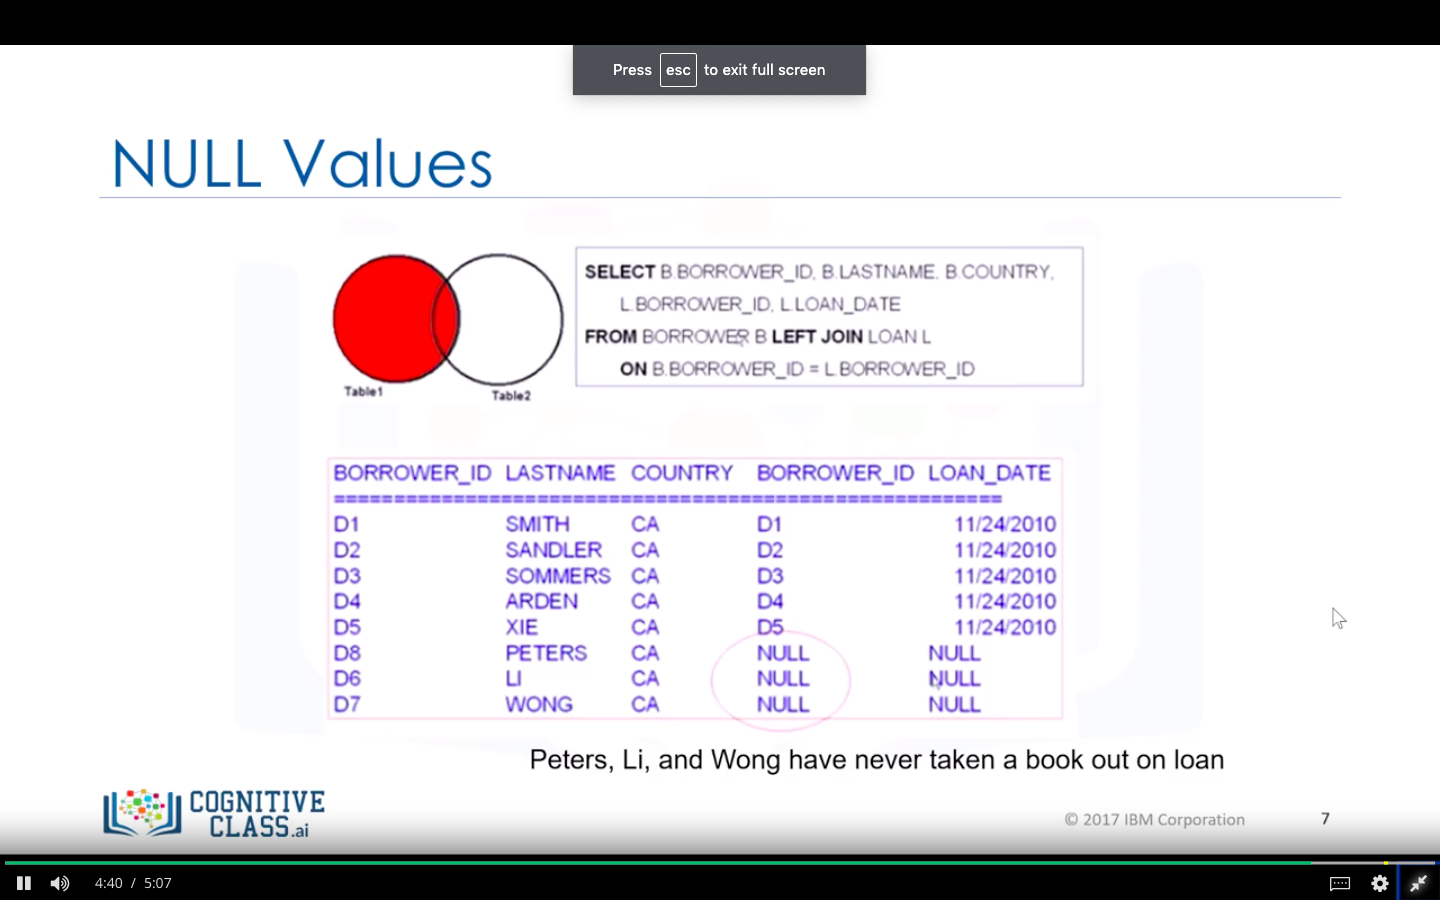 Press esc to exit full screen
NULL Values
SELECT B.BORROWER_ID, B.LASTNAME, B.COUNTRY,
L.BORROWER_ID, L.LOAN_DATE
FROM BORROWER B LEFT JOIN LOAN L
ON B.BORROWER_ID = L.BORROWER_ID
Table1
Table2
BORROWER_ID LASTNAME COUNTRY BORROWER_ID LOAN_DATE
========================================================
D1 SMITH CA D1 11/24/2010
D2 SANDLER CA D2 11/24/2010
D3 SOMMERS CA D3 11/24/2010
D4 ARDEN CA D4 11/24/2010
D5 XIE CA D5 11/24/2010
D8 PETERS CA NULL NULL
D6 LI CA NULL NULL
D7 WONG CA NULL NULL
Peters, Li, and Wong have never taken a book out on loan
COGNITIVE
CLASS.ai
© 2017 IBM Corporation 7
4:40 / 5:07